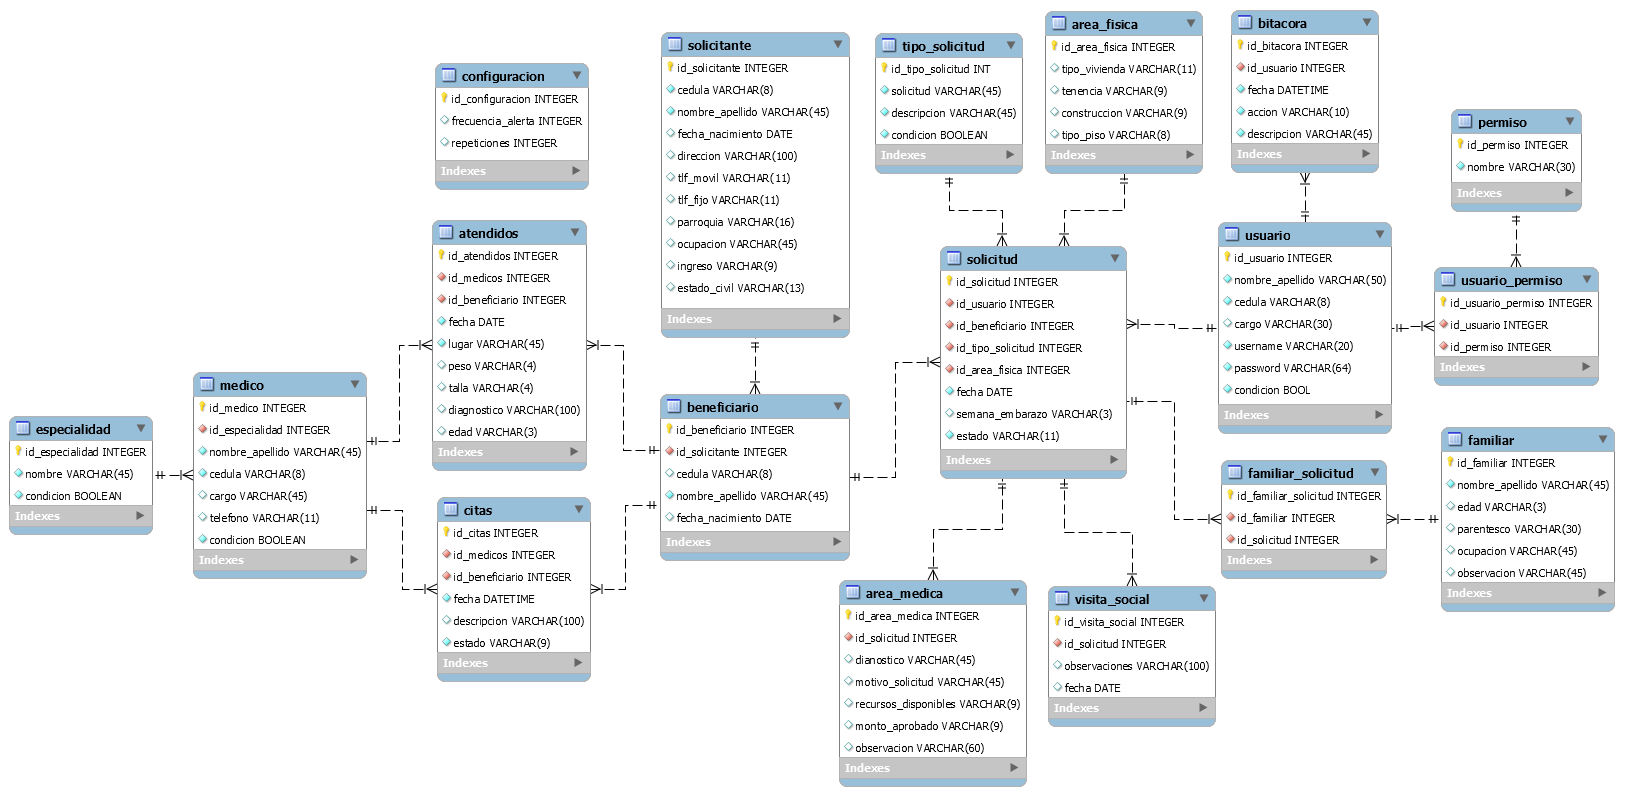 configuracion
id_configuracion INTEGER
frecuencia_alerta INTEGER
repeticiones INTEGER
Indexes
solicitante
id_solicitante INTEGER
cedula VARCHAR(8)
nombre_apellido VARCHAR(45)
fecha_nacimiento DATE
direccion VARCHAR(100)
tlf_movil VARCHAR(11)
tlf_fijo VARCHAR(11)
parroquia VARCHAR(16)
ocupacion VARCHAR(45)
ingreso VARCHAR(9)
estado_civil VARCHAR(13)
Indexes
tipo_solicitud
id_tipo_solicitud INT
solicitud VARCHAR(45)
descripcion VARCHAR(45)
condicion BOOLEAN
Indexes
area_fisica
id_area_fisica INTEGER
tipo_vivienda VARCHAR(11)
tenencia VARCHAR(9)
construccion VARCHAR(9)
tipo_piso VARCHAR(8)
Indexes
bitacora
id_bitacora INTEGER
id_usuario INTEGER
fecha DATETIME
accion VARCHAR(10)
descripcion VARCHAR(45)
Indexes
permiso
id_permiso INTEGER
nombre VARCHAR(30)
Indexes
atendidos
id_atendidos INTEGER
id_medicos INTEGER
id_beneficiario INTEGER
fecha DATE
lugar VARCHAR(45)
peso VARCHAR(4)
talla VARCHAR(4)
diagnostico VARCHAR(100)
edad VARCHAR(3)
Indexes
solicitud
id_solicitud INTEGER
id_usuario INTEGER
id_beneficiario INTEGER
id_tipo_solicitud INTEGER
id_area_fisica INTEGER
fecha DATE
semana_embarazo VARCHAR(3)
estado VARCHAR(11)
Indexes
usuario
id_usuario INTEGER
nombre_apellido VARCHAR(50)
cedula VARCHAR(8)
cargo VARCHAR(30)
username VARCHAR(20)
password VARCHAR(64)
condicion BOOL
Indexes
usuario_permiso
id_usuario_permiso INTEGER
id_usuario INTEGER
id_permiso INTEGER
Indexes
especialidad
id_especialidad INTEGER
nombre VARCHAR(45)
condicion BOOLEAN
Indexes
medico
id_medico INTEGER
id_especialidad INTEGER
nombre_apellido VARCHAR(45)
cedula VARCHAR(8)
cargo VARCHAR(45)
telefono VARCHAR(11)
condicion BOOLEAN
Indexes
beneficiario
id_beneficiario INTEGER
id_solicitante INTEGER
cedula VARCHAR(8)
nombre_apellido VARCHAR(45)
fecha_nacimiento DATE
Indexes
citas
id_citas INTEGER
id_medicos INTEGER
id_beneficiario INTEGER
fecha DATETIME
descripcion VARCHAR(100)
estado VARCHAR(9)
Indexes
familiar_solicitud
id_familiar_solicitud INTEGER
id_familiar INTEGER
id_solicitud INTEGER
Indexes
familiar
id_familiar INTEGER
nombre_apellido VARCHAR(45)
edad VARCHAR(3)
parentesco VARCHAR(30)
ocupacion VARCHAR(45)
observacion VARCHAR(45)
Indexes
area_medica
id_area_medica INTEGER
id_solicitud INTEGER
dianostico VARCHAR(45)
motivo_solicitud VARCHAR(45)
recursos_disponibles VARCHAR(9)
monto_aprobado VARCHAR(9)
observacion VARCHAR(60)
Indexes
visita_social
id_visita_social INTEGER
id_solicitud INTEGER
observaciones VARCHAR(100)
fecha DATE
Indexes